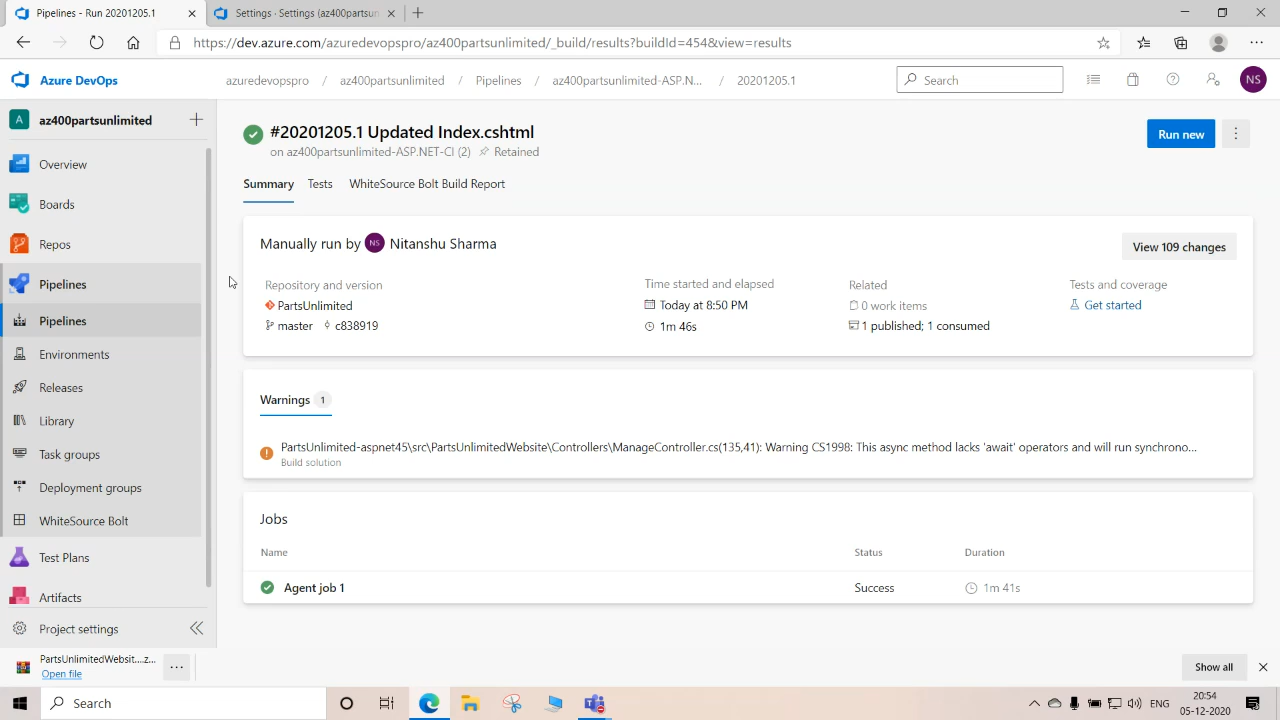 Pipelines - Run 20201205.1
Settings · Settings (az400partsun
https://dev.azure.com/azuredevopspro/az400partsunlimited/_build/results?buildId=454&view=results
Azure DevOps
azuredevopspro / az400partsunlimited / Pipelines / az400partsunlimited-ASP.N... / 20201205.1
Search
NS
A az400partsunlimited
Overview
Boards
Repos
Pipelines
Pipelines
Environments
Releases
Library
Task groups
Deployment groups
WhiteSource Bolt
Test Plans
Artifacts
Project settings
#20201205.1 Updated Index.cshtml
on az400partsunlimited-ASP.NET-CI (2) Retained
Run new
Summary Tests WhiteSource Bolt Build Report
Manually run by NS Nitanshu Sharma
View 109 changes
Repository and version
PartsUnlimited
master c838919
Time started and elapsed
Today at 8:50 PM
1m 46s
Related
0 work items
1 published; 1 consumed
Tests and coverage
Get started
Warnings 1
PartsUnlimited-aspnet45\src\PartsUnlimitedWebsite\Controllers\ManageController.cs(135,41): Warning CS1998: This async method lacks 'await' operators and will run synchrono...
Build solution
Jobs
Name Status Duration
Agent job 1 Success 1m 41s
PartsUnlimitedWebsit....z...
Open file
Show all
Search
ENG
20:54
05-12-2020